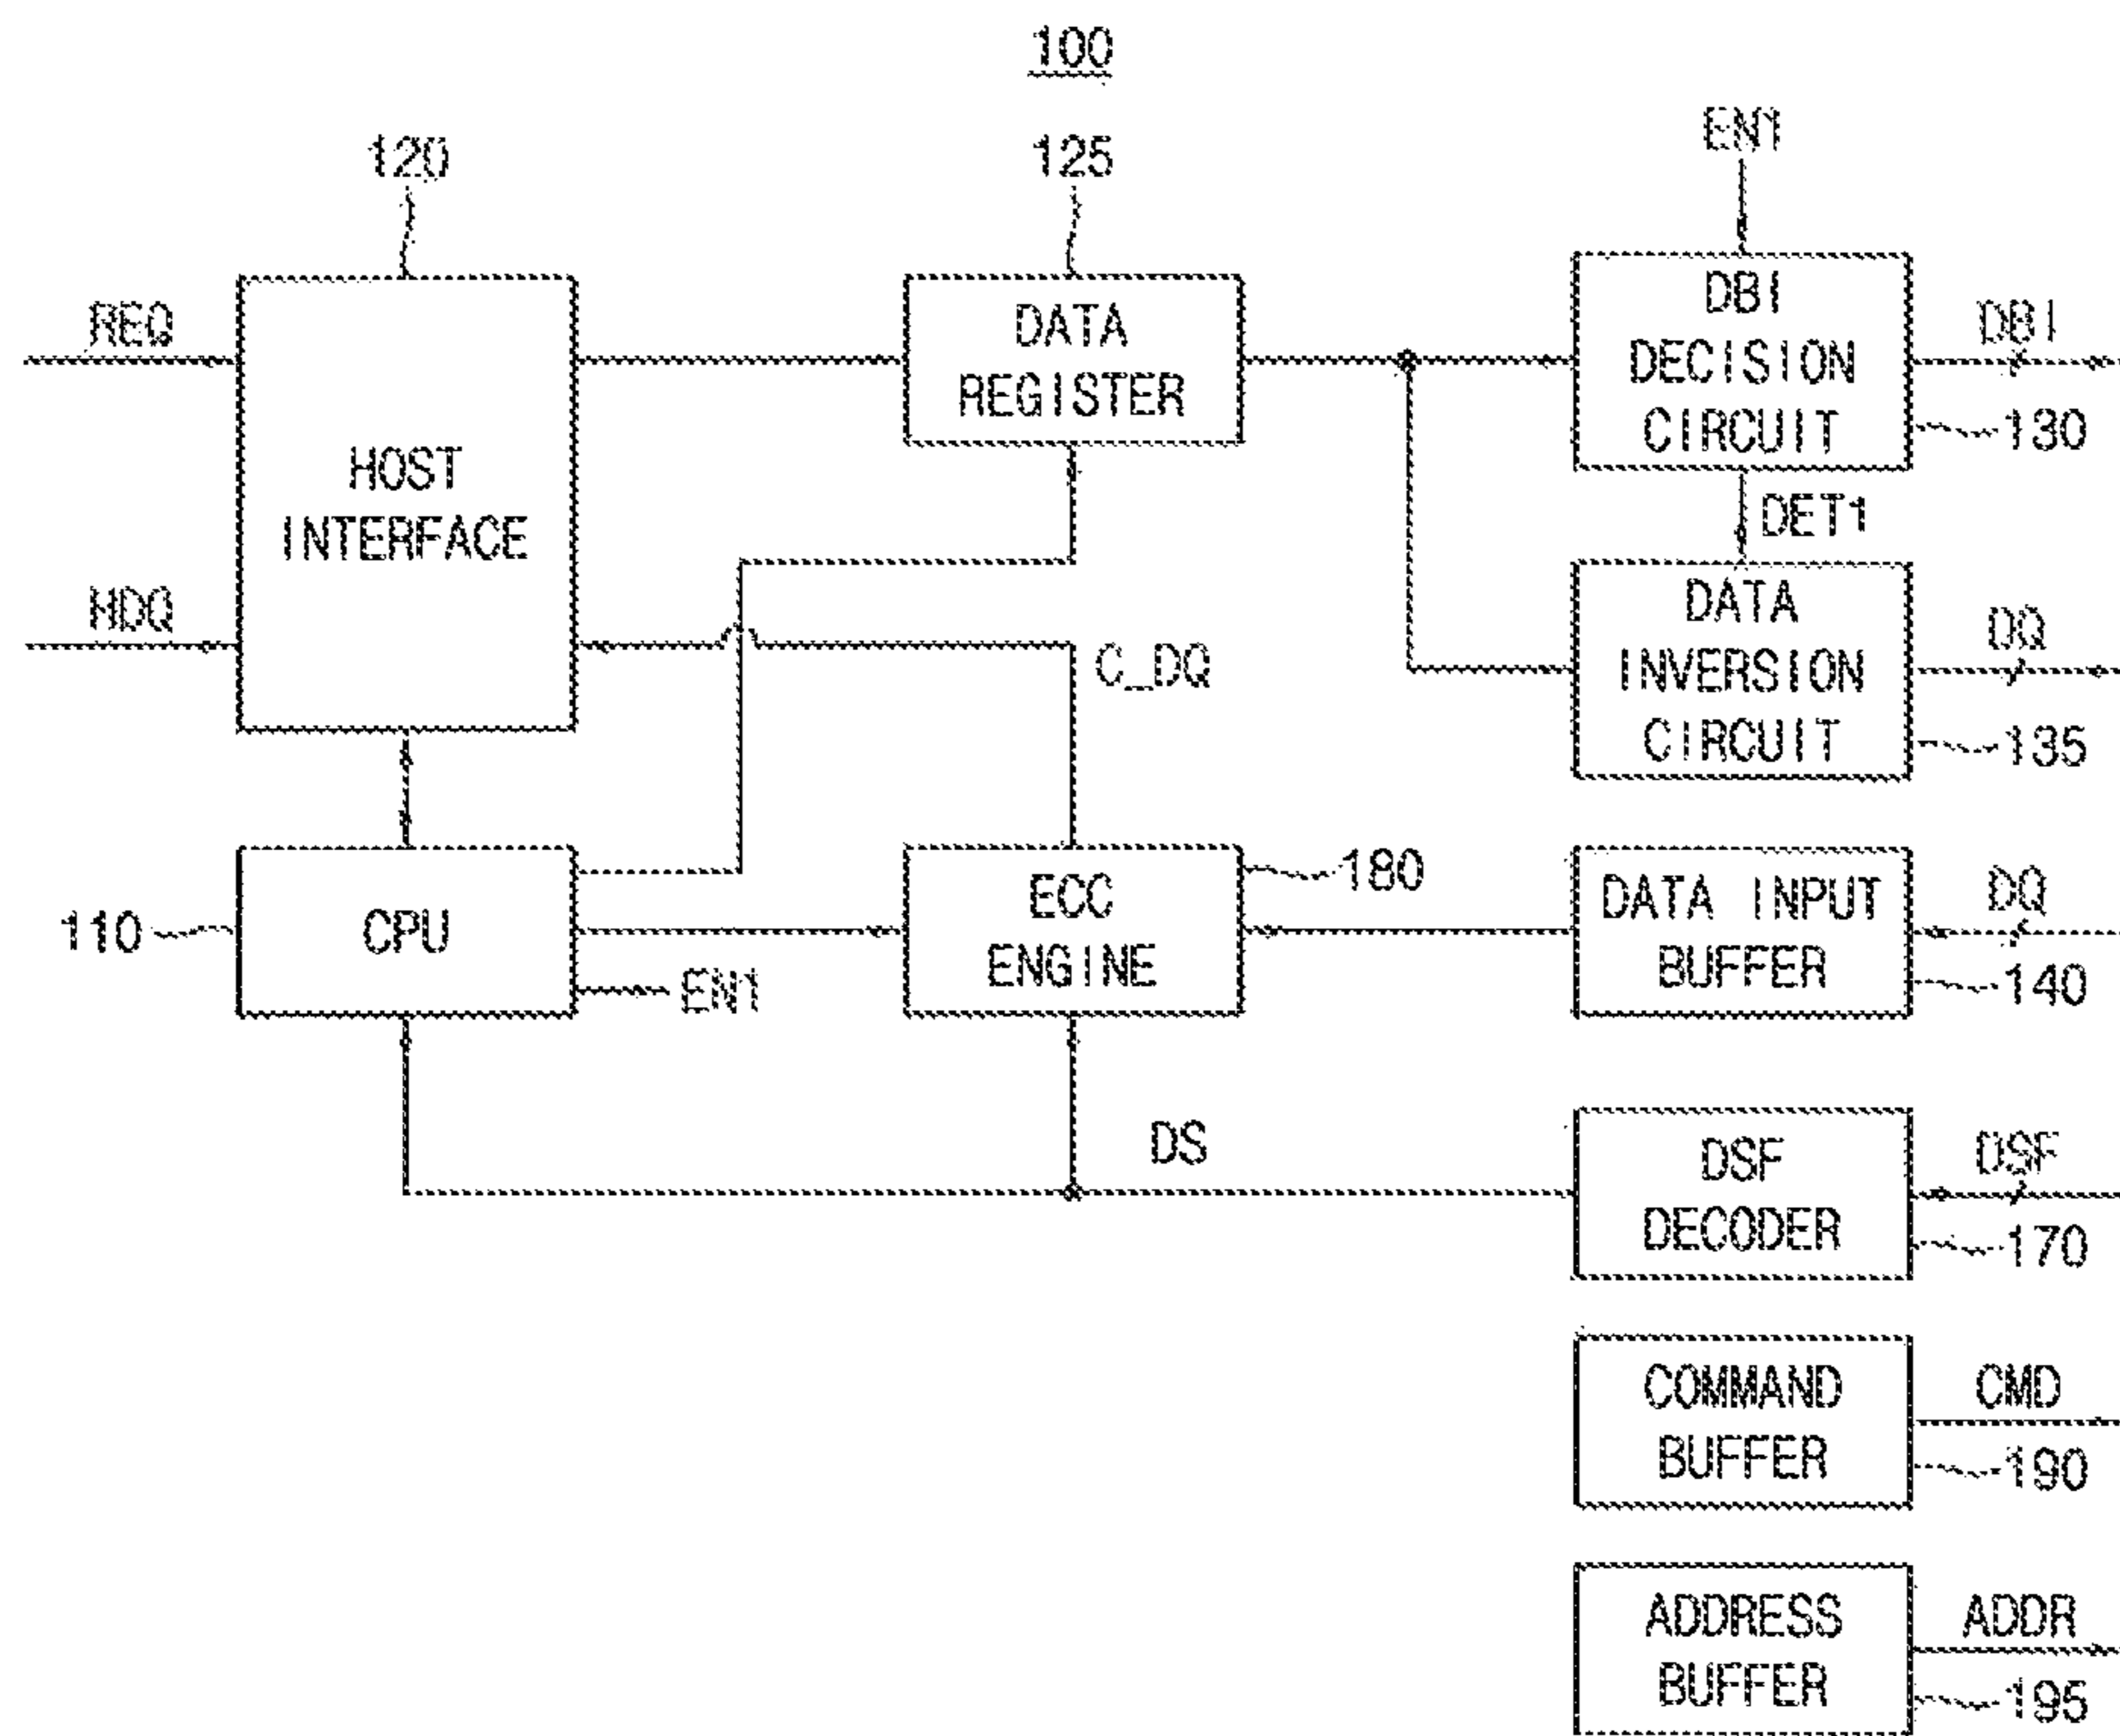 100
120
125
EN1
REQ
HOST
INTERFACE
HDQ
DATA
REGISTER
DBI
DECISION
CIRCUIT
DBI
130
DET1
DATA
INVERSION
CIRCUIT
DQ
135
C_DQ
110
CPU
EN1
ECC
ENGINE
180
DATA INPUT
BUFFER
DQ
140
DS
DSF
DECODER
DSF
170
COMMAND
BUFFER
CMD
190
ADDRESS
BUFFER
ADDR
195